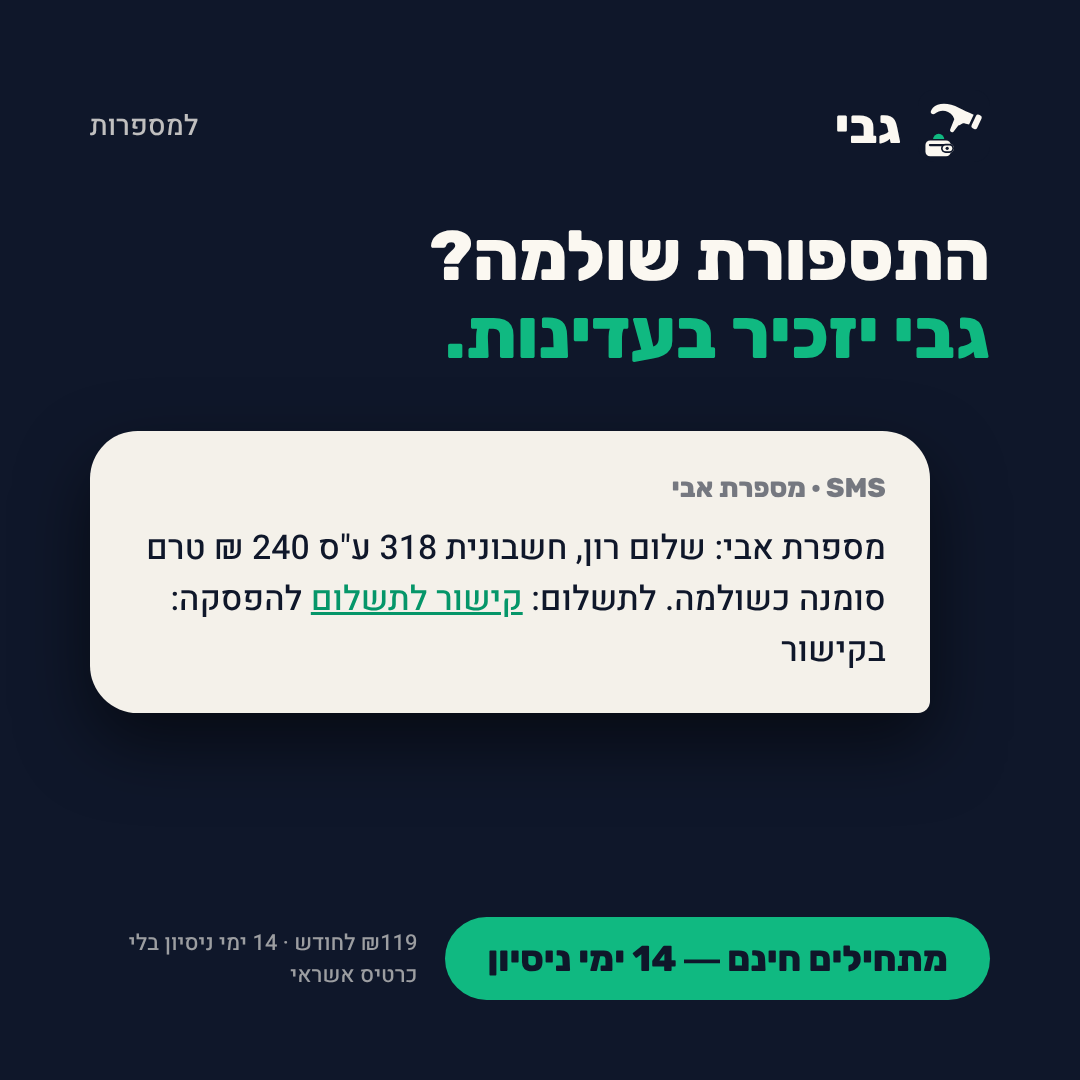 גבי
למספרות
התספורת שולמה?
גבי יזכיר בעדינות.
SMS • מספרת אבי
מספרת אבי: שלום רון, חשבונית 318 ע"ס 240 ₪ טרם
סומנה כשולמה. לתשלום: קישור לתשלום להפסקה:
בקישור
מתחילים חינם — 14 ימי ניסיון
₪119 לחודש · 14 ימי ניסיון בלי
כרטיס אשראי